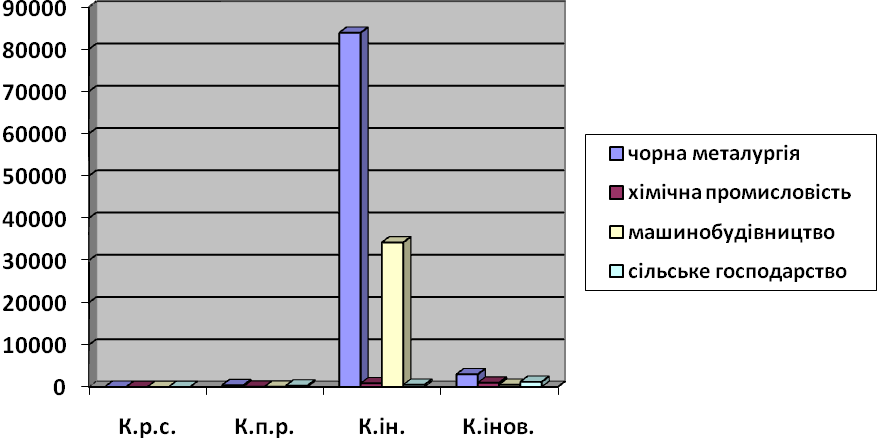 90000
80000
70000
60000
50000
40000
30000
20000
10000
0
К.р.с. К.п.р. К.ін. К.інов.
чорна металургія
хімічна промисловість
машинобудівництво
сільське господарство